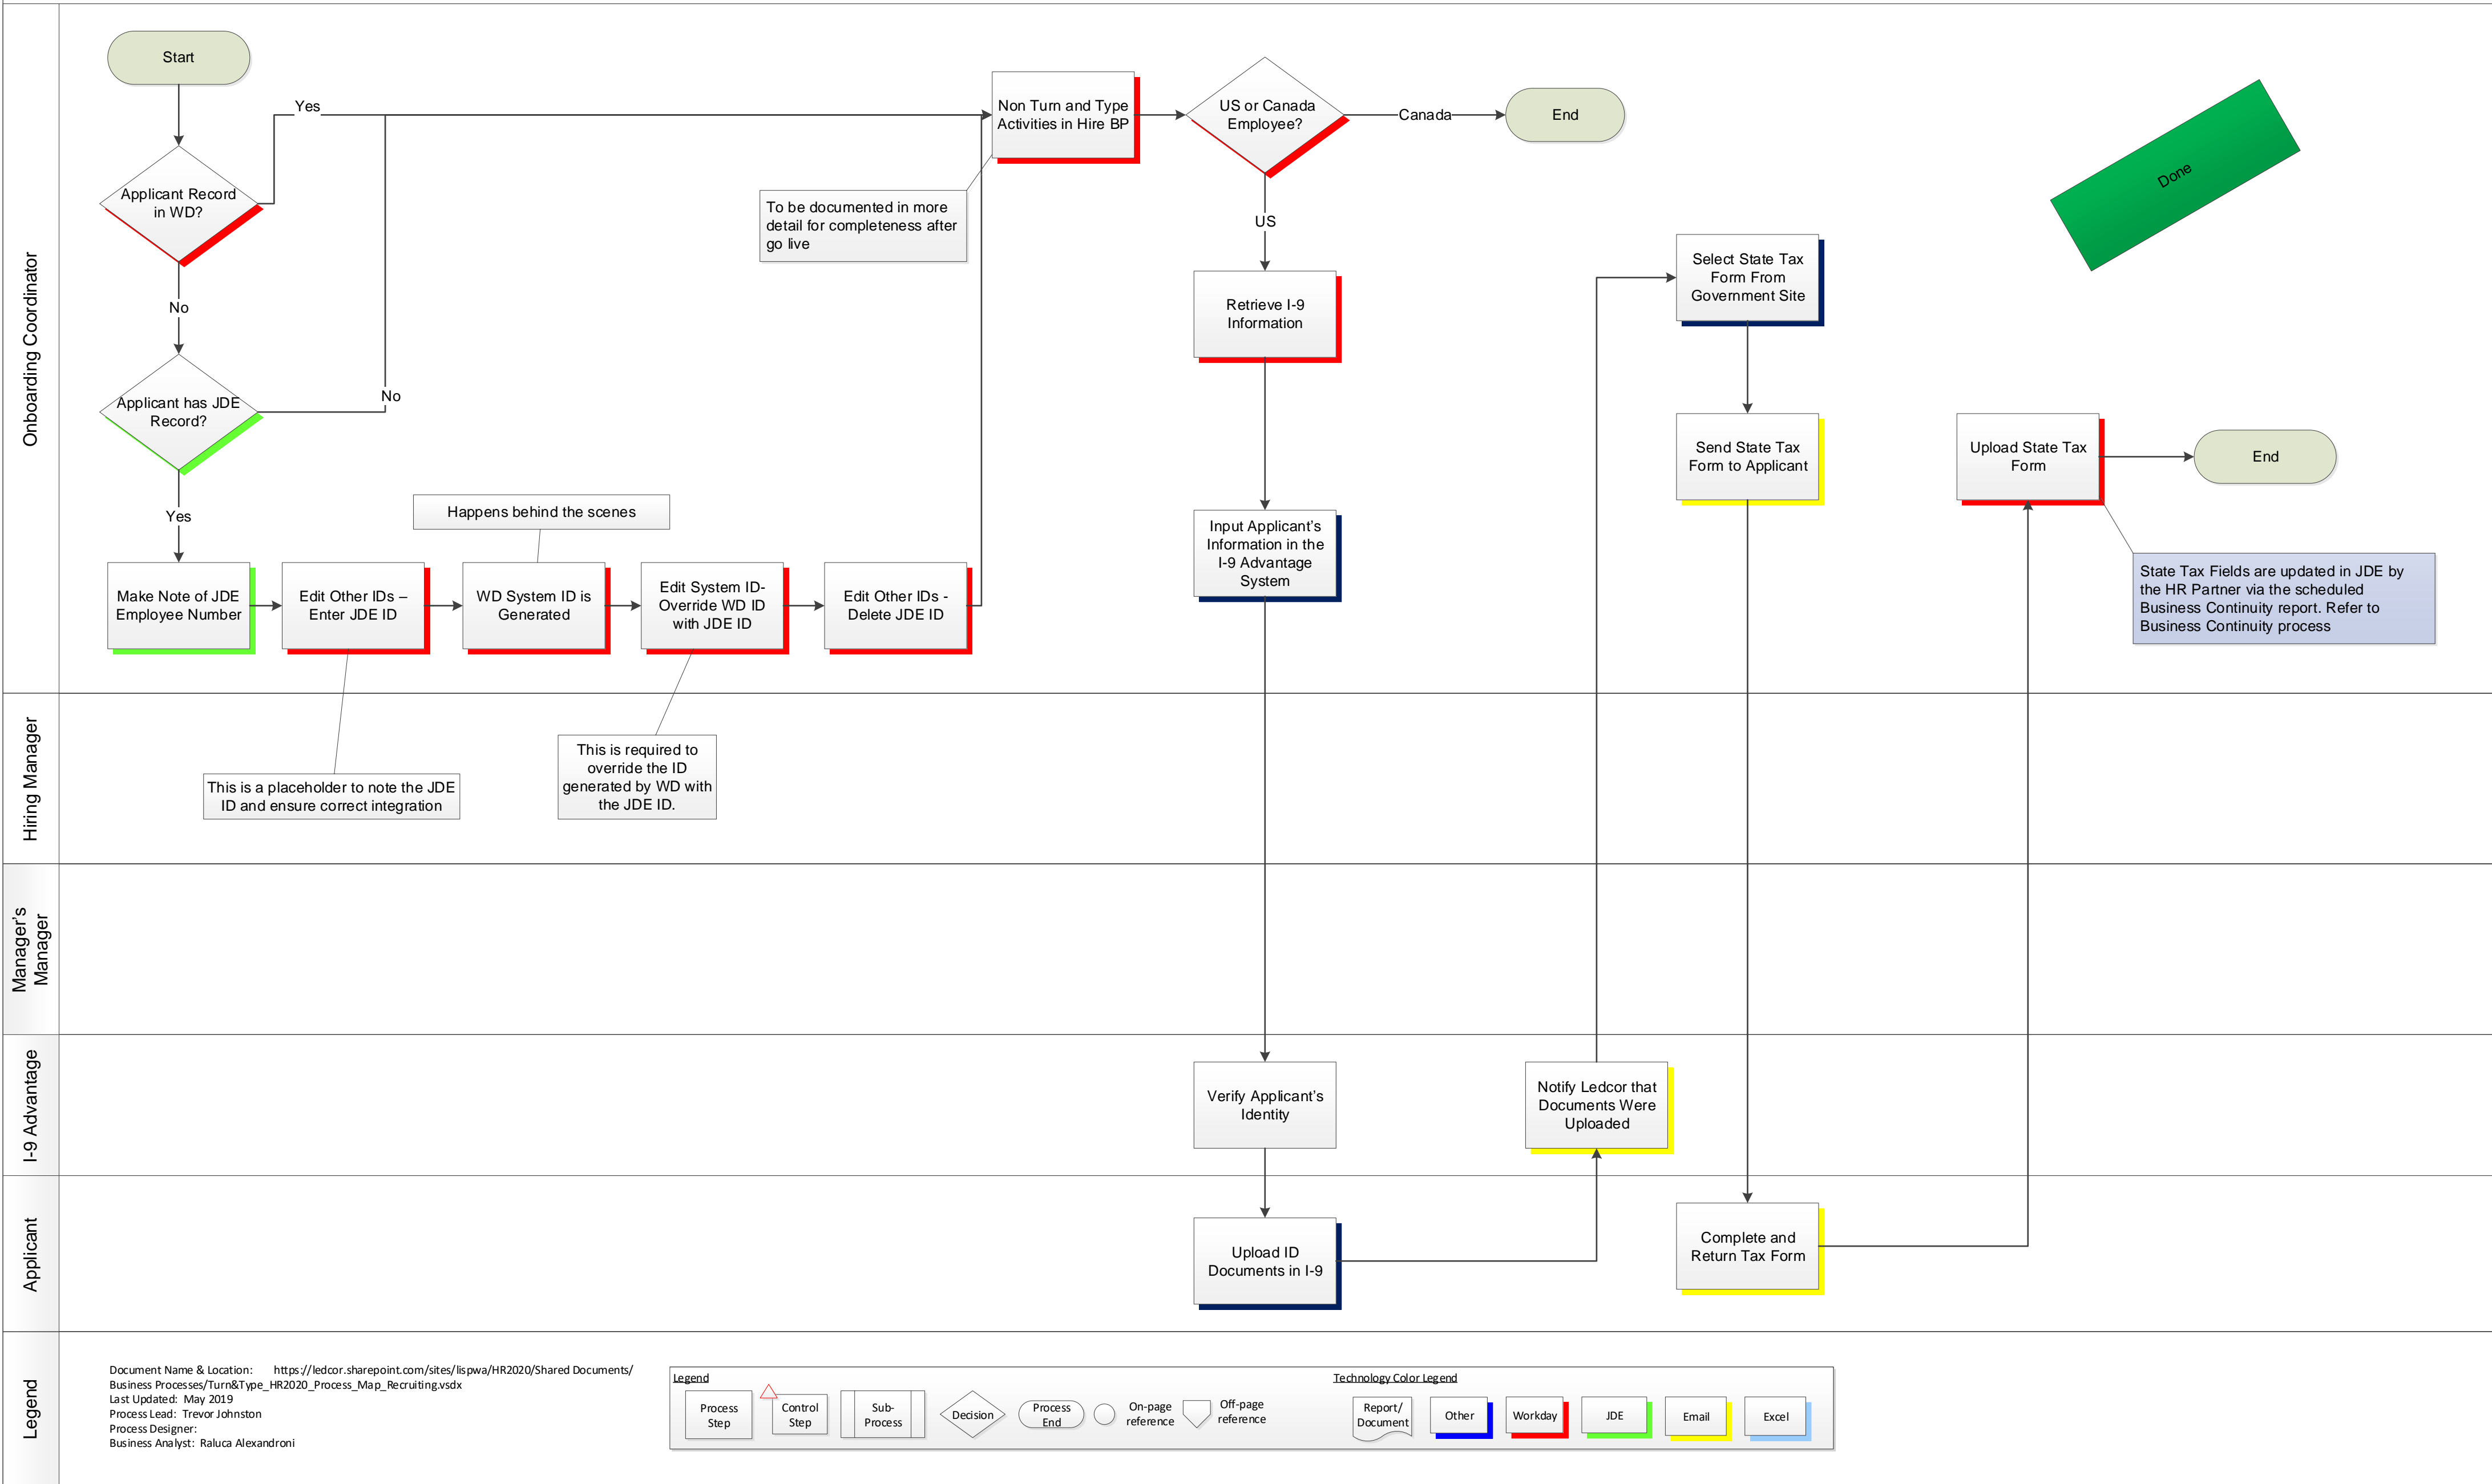 Onboarding Coordinator
Start
Applicant Record
in WD?
Yes
No
Applicant has JDE
Record?
No
Yes
Make Note of JDE
Employee Number
Edit Other IDs –
Enter JDE ID
Happens behind the scenes
WD System ID is
Generated
Edit System ID-
Override WD ID
with JDE ID
Edit Other IDs -
Delete JDE ID
To be documented in more
detail for completeness after
go live
Non Turn and Type
Activities in Hire BP
US or Canada
Employee?
Canada
End
US
Retrieve I-9
Information
Input Applicant's
Information in the
I-9 Advantage
System
Select State Tax
Form From
Government Site
Send State Tax
Form to Applicant
Upload State Tax
Form
End
State Tax Fields are updated in JDE by
the HR Partner via the scheduled
Business Continuity report. Refer to
Business Continuity process
Done
Hiring Manager
This is a placeholder to note the JDE
ID and ensure correct integration
This is required to
override the ID
generated by WD with
the JDE ID.
Manager's
Manager
I-9 Advantage
Verify Applicant's
Identity
Notify Ledcor that
Documents Were
Uploaded
Applicant
Upload ID
Documents in I-9
Complete and
Return Tax Form
Legend
Document Name & Location: https://ledcor.sharepoint.com/sites/lispwa/HR2020/Shared Documents/
Business Processes/Turn&Type_HR2020_Process_Map_Recruiting.vsdx
Last Updated: May 2019
Process Lead: Trevor Johnston
Process Designer:
Business Analyst: Raluca Alexandroni
Legend
Process
Step
Control
Step
Sub-
Process
Decision
Process
End
On-page
reference
Off-page
reference
Technology Color Legend
Report/
Document
Other
Workday
JDE
Email
Excel